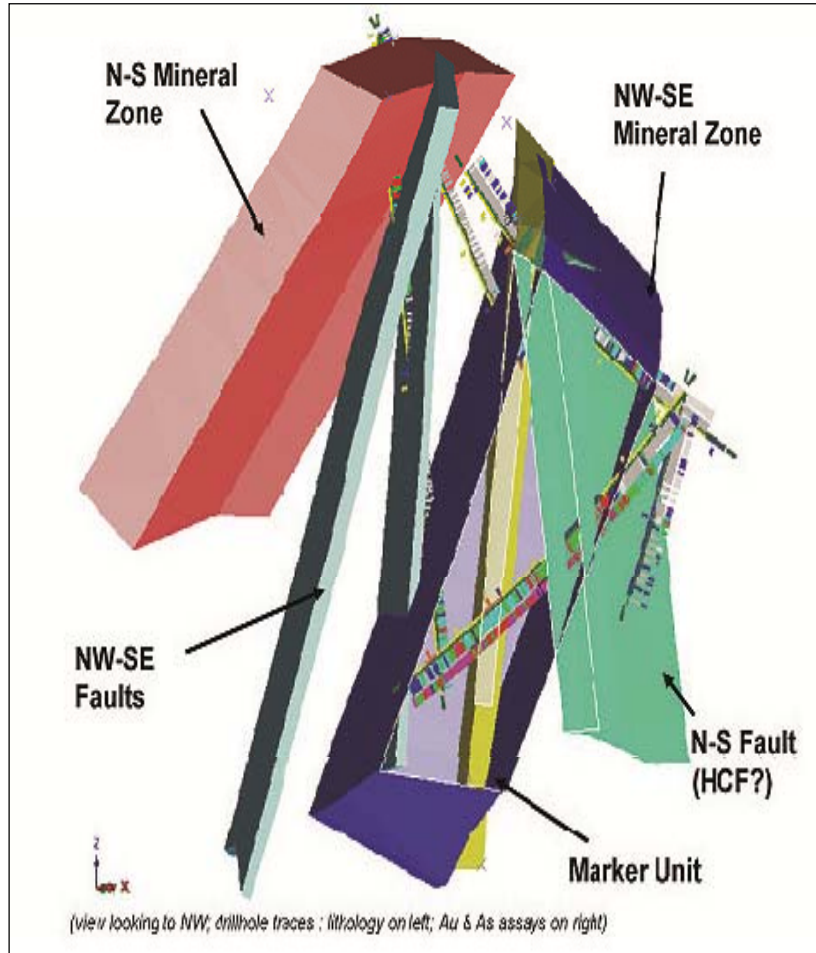 N-S Mineral
Zone
NW-SE
Mineral Zone
NW-SE
Faults
N-S Fault
(HCF?)
Marker Unit
Z
X
(view looking to NW; drillhole traces : lithology on left; Au & As assays on right)